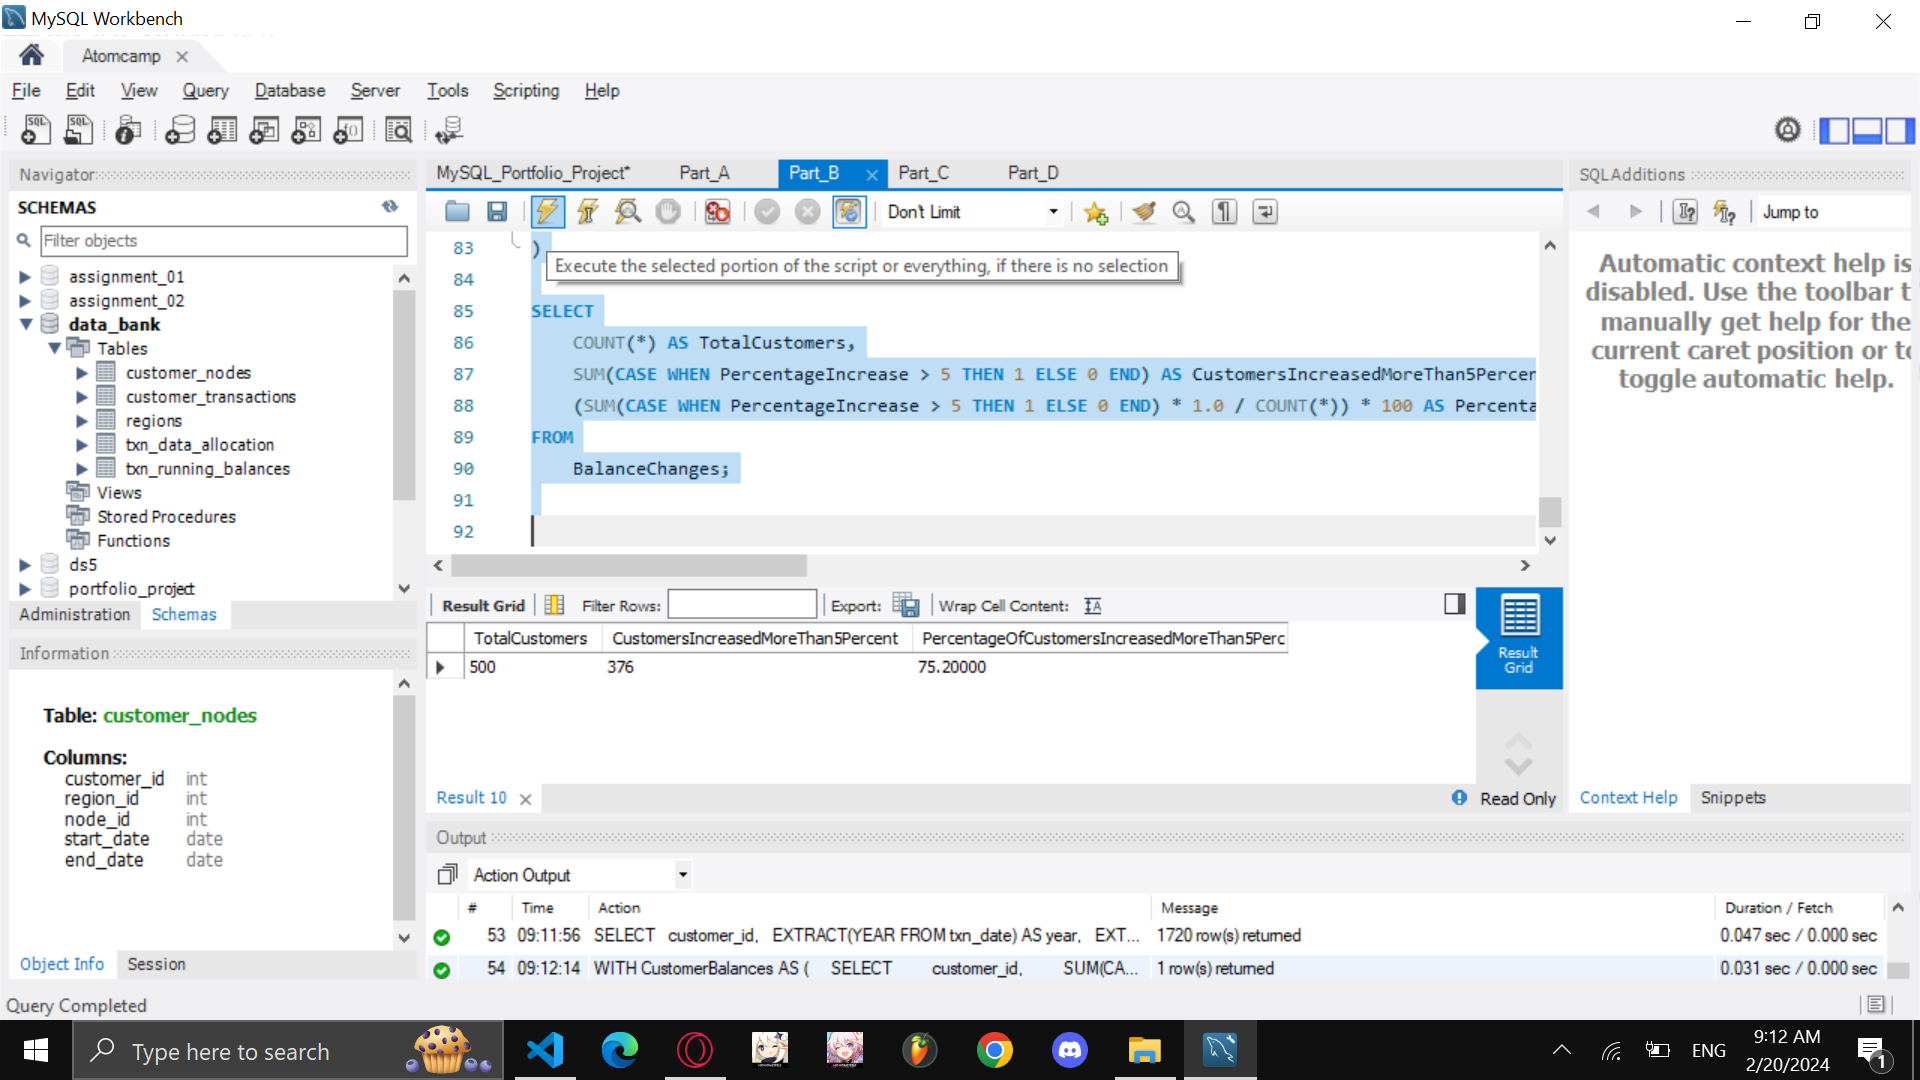 MySQL Workbench
Atomcamp
File Edit View Query Database Server Tools Scripting Help
Navigator
SCHEMAS
Filter objects
assignment_01
assignment_02
data_bank
Tables
customer_nodes
customer_transactions
regions
txn_data_allocation
txn_running_balances
Views
Stored Procedures
Functions
ds5
portfolio_project
Administration Schemas
Information
Table: customer_nodes
Columns:
customer_id int
region_id int
node_id int
start_date date
end_date date
Object Info Session
MySQL_Portfolio_Project* Part_A Part_B Part_C Part_D
Don't Limit
Execute the selected portion of the script or everything, if there is no selection
83 )
84
85 SELECT
86 COUNT(*) AS TotalCustomers,
87 SUM(CASE WHEN PercentageIncrease > 5 THEN 1 ELSE 0 END) AS CustomersIncreasedMoreThan5Percen
88 (SUM(CASE WHEN PercentageIncrease > 5 THEN 1 ELSE 0 END) * 1.0 / COUNT(*)) * 100 AS Percenta
89 FROM
90 BalanceChanges;
91
92
Result Grid Filter Rows: Export: Wrap Cell Content:
TotalCustomers CustomersIncreasedMoreThan5Percent PercentageOfCustomersIncreasedMoreThan5Perc
500 376 75.20000
Result
Grid
Result 10 Read Only
SQLAdditions
Jump to
Automatic context help is
disabled. Use the toolbar t
manually get help for the
current caret position or to
toggle automatic help.
Context Help Snippets
Output
Action Output
# Time Action Message Duration / Fetch
53 09:11:56 SELECT customer_id, EXTRACT(YEAR FROM txn_date) AS year, EXT... 1720 row(s) returned 0.047 sec / 0.000 sec
54 09:12:14 WITH CustomerBalances AS ( SELECT customer_id, SUM(CA... 1 row(s) returned 0.031 sec / 0.000 sec
Query Completed
Type here to search
ENG
9:12 AM
2/20/2024
1